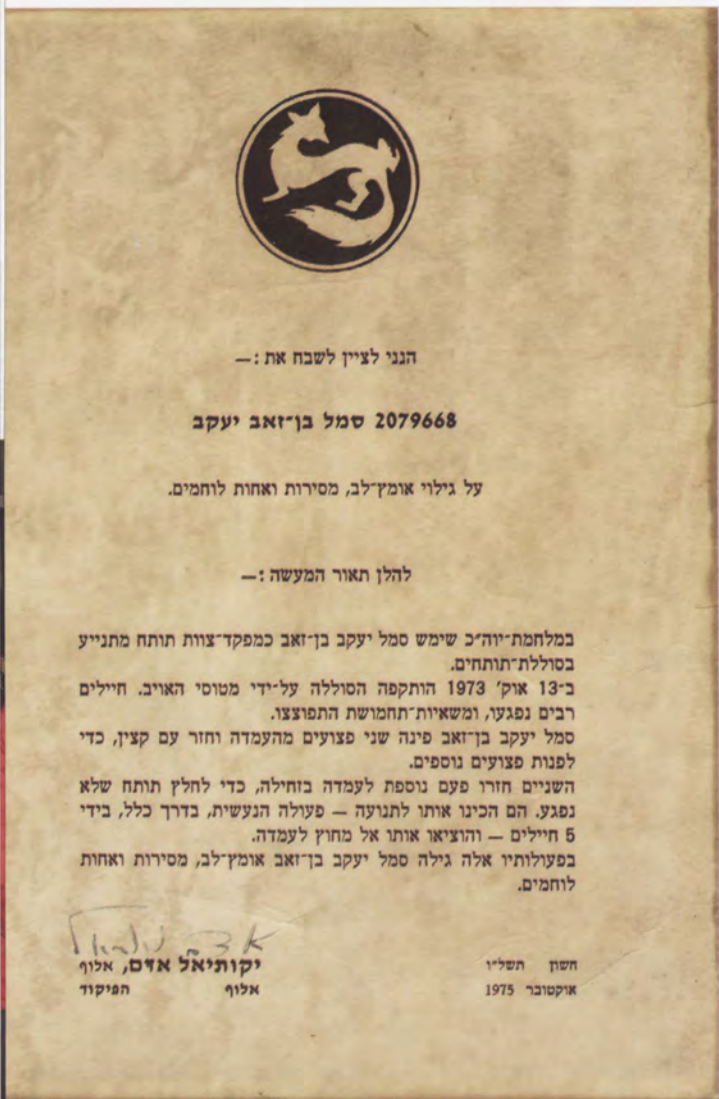 הנני לציין לשבח את :—
2079668 סמל בן־זאב יעקב
על גילוי אומץ־לב, מסירות ואחות לוחמים.
להלן תאור המעשה :—
במלחמת־יוה״כ שימש סמל יעקב בן־זאב כמפקד־צוות תותח מתנייע
בסוללת־תותחים.
ב־13 אוק׳ 1973 הותקפה הסוללה על־ידי מטוסי האויב. חיילים
רבים נפגעו, ומשאיות־תחמושת התפוצצו.
סמל יעקב בן־זאב פינה שני פצועים מהעמדה וחזר עם קצין, כדי
לפנות פצועים נוספים.
השניים חזרו פעם נוספת לעמדה בזחילה, כדי לחלץ תותח שלא
נפגע. הם הכינו אותו לתנועה — פעולה הנעשית, בדרך כלל, בידי
5 חיילים — והוציאו אותו אל מחוץ לעמדה.
בפעולותיו אלה גילה סמל יעקב בן־זאב אומץ־לב, מסירות ואחות
לוחמים.
חשון תשל״ו
אוקטובר 1975
יקותיאל אדם, אלוף
אלוף הפיקוד